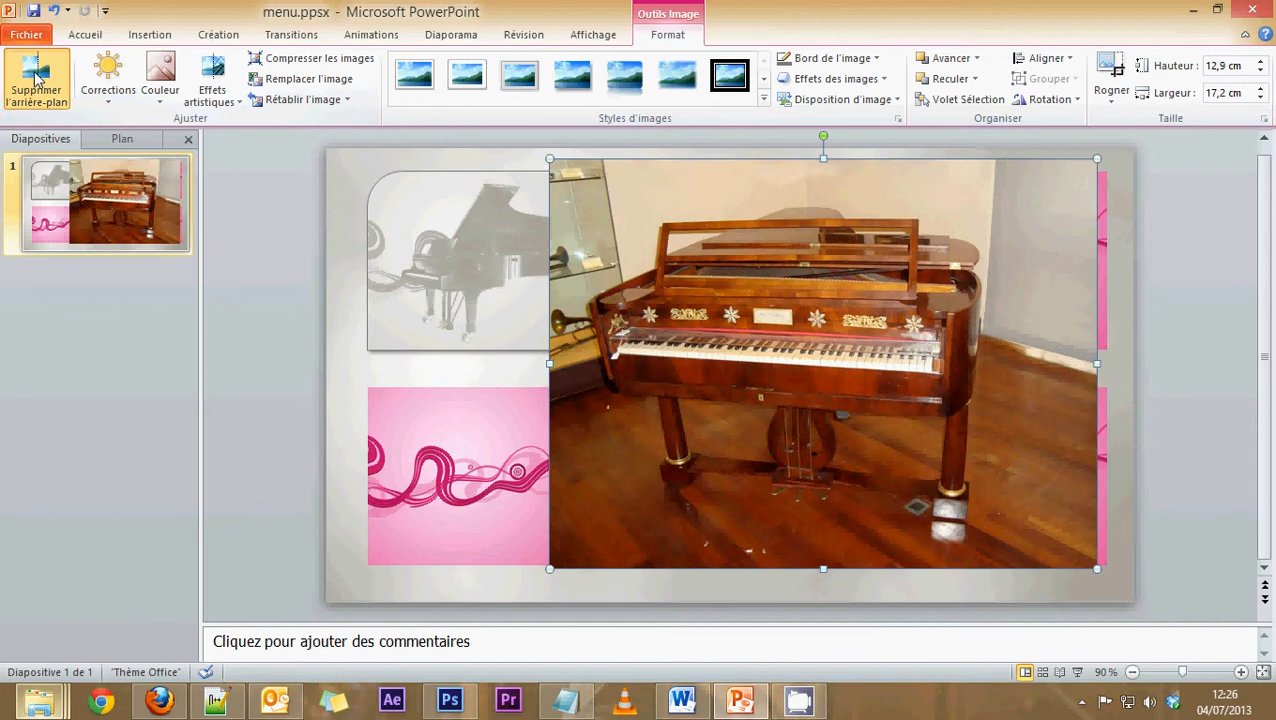 menu.ppsx - Microsoft PowerPoint
Outils Image
Fichier Accueil Insertion Création Transitions Animations Diaporama Révision Affichage Format
Supprimer l'arrière-plan
Corrections
Couleur
Effets artistiques
Compresser les images
Remplacer l'image
Rétablir l'image
Ajuster
Styles d'images
Bord de l'image
Effets des images
Disposition d'image
Avancer
Reculer
Volet Sélection
Aligner
Grouper
Rotation
Organiser
Rogner
Hauteur : 12,9 cm
Largeur : 17,2 cm
Taille
Diapositives Plan
1
Cliquez pour ajouter des commentaires
Diapositive 1 de 1 "Thème Office" 90 %
Ae Ps Pr W P
12:26
04/07/2013